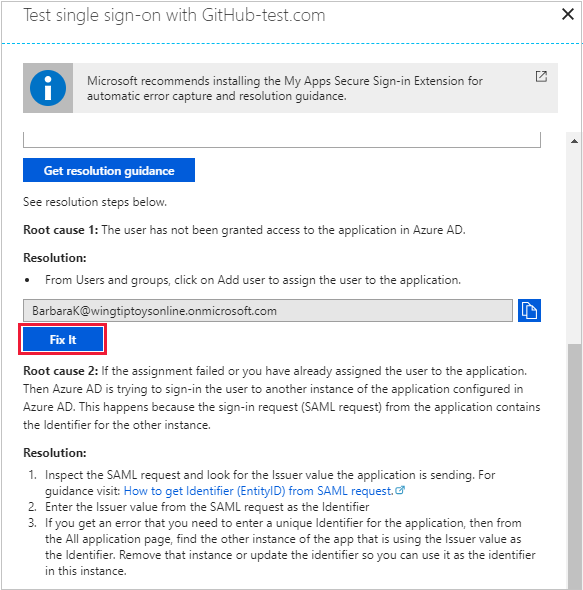 Test single sign-on with GitHub-test.com
Microsoft recommends installing the My Apps Secure Sign-in Extension for
automatic error capture and resolution guidance.
Get resolution guidance
See resolution steps below.
Root cause 1: The user has not been granted access to the application in Azure AD.
Resolution:
• From Users and groups, click on Add user to assign the user to the application.
BarbaraK@wingtiptoysonline.onmicrosoft.com
Fix It
Root cause 2: If the assignment failed or you have already assigned the user to the application.
Then Azure AD is trying to sign-in the user to another instance of the application configured in
Azure AD. This happens because the sign-in request (SAML request) from the application contains
the Identifier for the other instance.
Resolution:
1. Inspect the SAML request and look for the Issuer value the application is sending. For
guidance visit: How to get Identifier (EntityID) from SAML request.
2. Enter the Issuer value from the SAML request as the Identifier
3. If you get an error that you need to enter a unique Identifier for the application, then from
the All application page, find the other instance of the app that is using the Issuer value as
the Identifier. Remove that instance or update the identifier so you can use it as the identifier
in this instance.